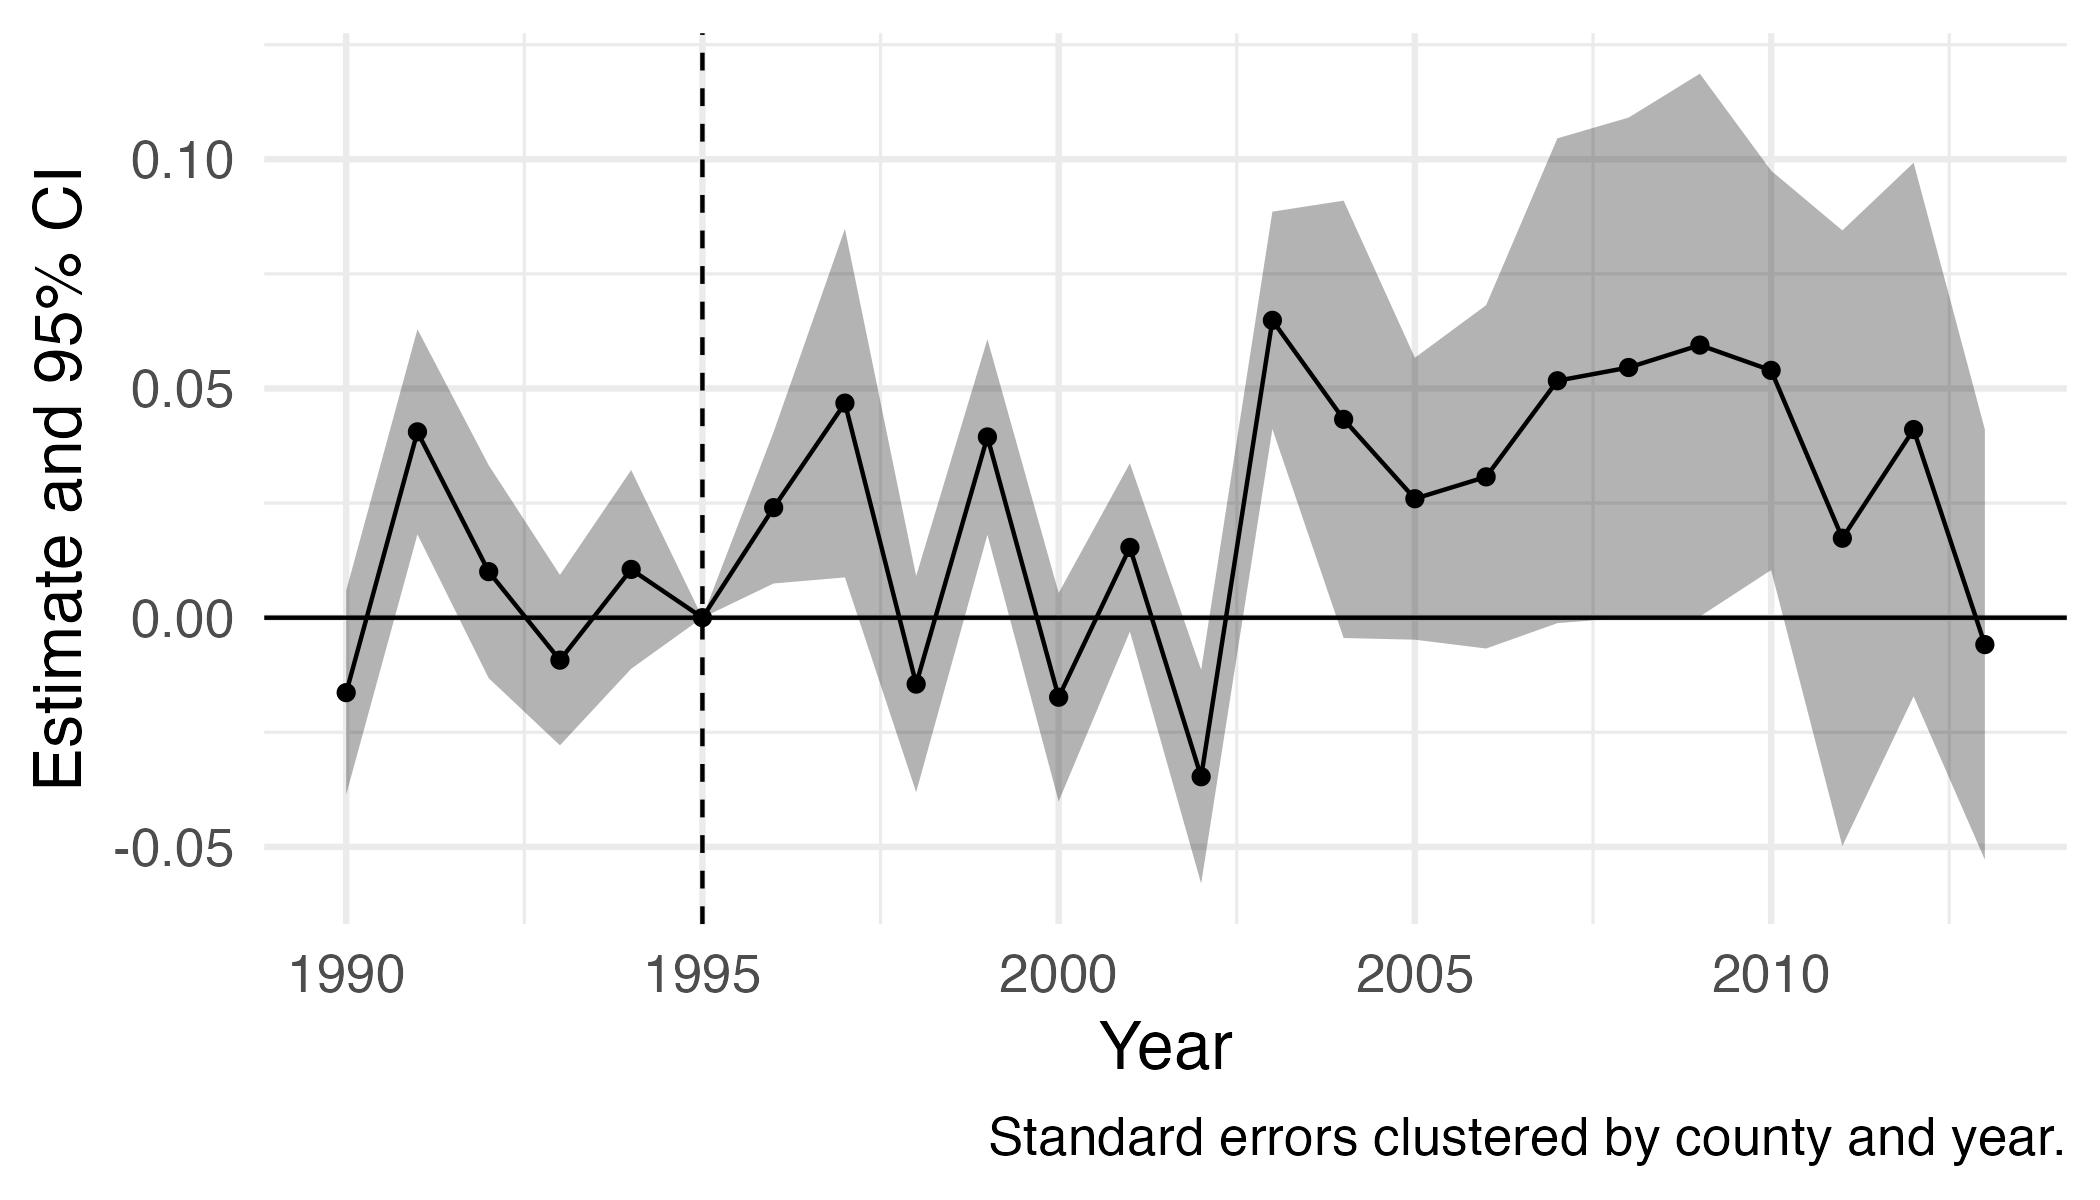 Estimate and 95% CI
0.10
0.05
0.00
-0.05
1990 1995 2000 2005 2010
Year
Standard errors clustered by county and year.